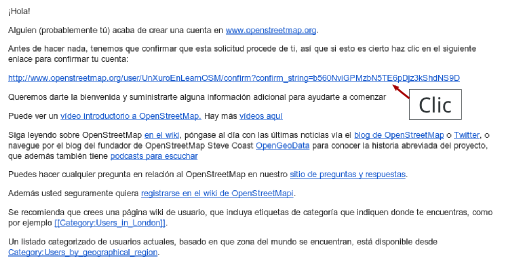 ¡Hola!
Alguien (probablemente tú) acaba de crear una cuenta en www.openstreetmap.org.
Antes de hacer nada, tenemos que confirmar que esta solicitud procede de ti, así que si esto es cierto haz clic en el siguiente
enlace para confirmar tu cuenta:
http://www.openstreetmap.org/user/UnXuroEnLearnOSM/confirm?confirm_string=b560NviGPMzbN5TE6pDjz3kShdNS9D
Queremos darte la bienvenida y suministrarte alguna información adicional para ayudarte a comenzar
Clic
Puede ver un vídeo introductorio a OpenStreetMap. Hay más vídeos aquí
Siga leyendo sobre OpenStreetMap en el wiki, póngase al día con las últimas noticias vía el blog de OpenStreetMap o Twitter, o
navegue por el blog del fundador de OpenStreetMap Steve Coast OpenGeoData para conocer la historia abreviada del proyecto,
que además también tiene podcasts para escuchar
Puedes hacer cualquier pregunta en relación al OpenStreetMap en nuestro sitio de preguntas y respuestas.
Además usted seguramente quiera registrarse en el wiki de OpenStreetMapi.
Se recomienda que crees una página wiki de usuario, que incluya etiquetas de categoría que indiquen donde te encuentras, como
por ejemplo [[Category:Users_in_London]].
Un listado categorizado de usuarios actuales, basado en que zona del mundo se encuentran, está disponible desde
Category:Users_by_geographical_region.